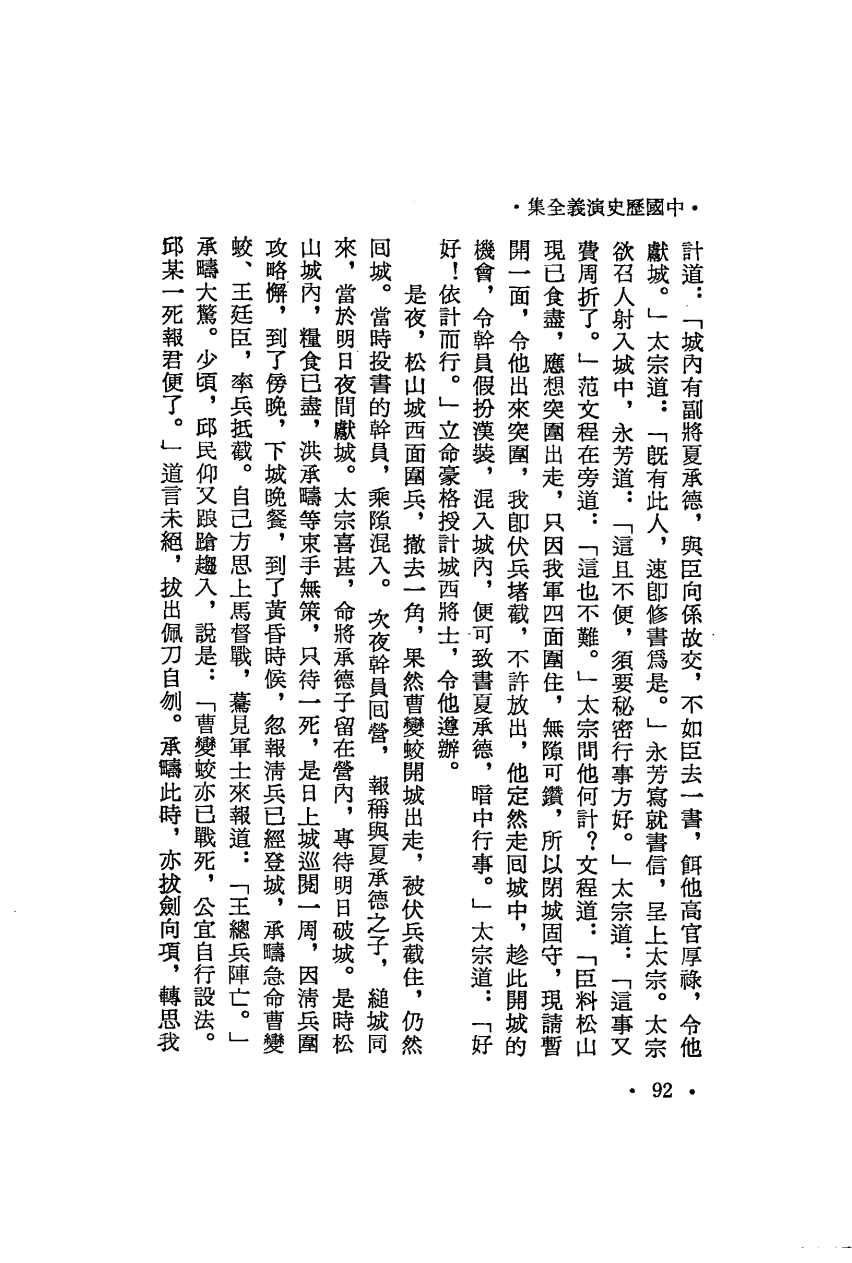 ·中國歷史演義全集·
計道：「城內有副將夏承德，與臣向係故交，不如臣去一書，餌他高官厚祿，令他
獻城。」太宗道：「旣有此人，速卽修書爲是。」永芳寫就書信，呈上太宗。太宗
欲召人射入城中，永芳道：「這且不便，須要秘密行事方好。」太宗道：「這事又
費周折了。」范文程在旁道：「這也不難。」太宗問他何計？文程道：「臣料松山
現已食盡，應想突圍出走，只因我軍四面圍住，無隙可鑽，所以閉城固守，現請暫
開一面，令他出來突圍，我卽伏兵堵截，不許放出，他定然走囘城中，趁此開城的
機會，令幹員假扮漢裝，混入城內，便可致書夏承德，暗中行事。」太宗道：「好
好！依計而行。」立命豪格授計城西將士，令他遵辦。
是夜，松山城西面圍兵，撤去一角，果然曹變蛟開城出走，被伏兵截住，仍然
囘城。當時投書的幹員，乘隙混入。次夜幹員囘營，報稱與夏承德之子，縋城同
來，當於明日夜間獻城。太宗喜甚，命將承德子留在營內，專待明日破城。是時松
山城內，糧食已盡，洪承疇等束手無策，只待一死，是日上城巡閱一周，因淸兵圍
攻略懈，到了傍晚，下城晚餐，到了黃昏時候，忽報淸兵已經登城，承疇急命曹變
蛟、王廷臣，率兵抵截。自己方思上馬督戰，驀見軍士來報道：「王總兵陣亡。」
承疇大驚。少頃，邱民仰又踉蹌趨入，說是：「曹變蛟亦已戰死，公宜自行設法。
邱某一死報君便了。」道言未絕，拔出佩刀自刎。承疇此時，亦拔劍向項，轉思我
·92·